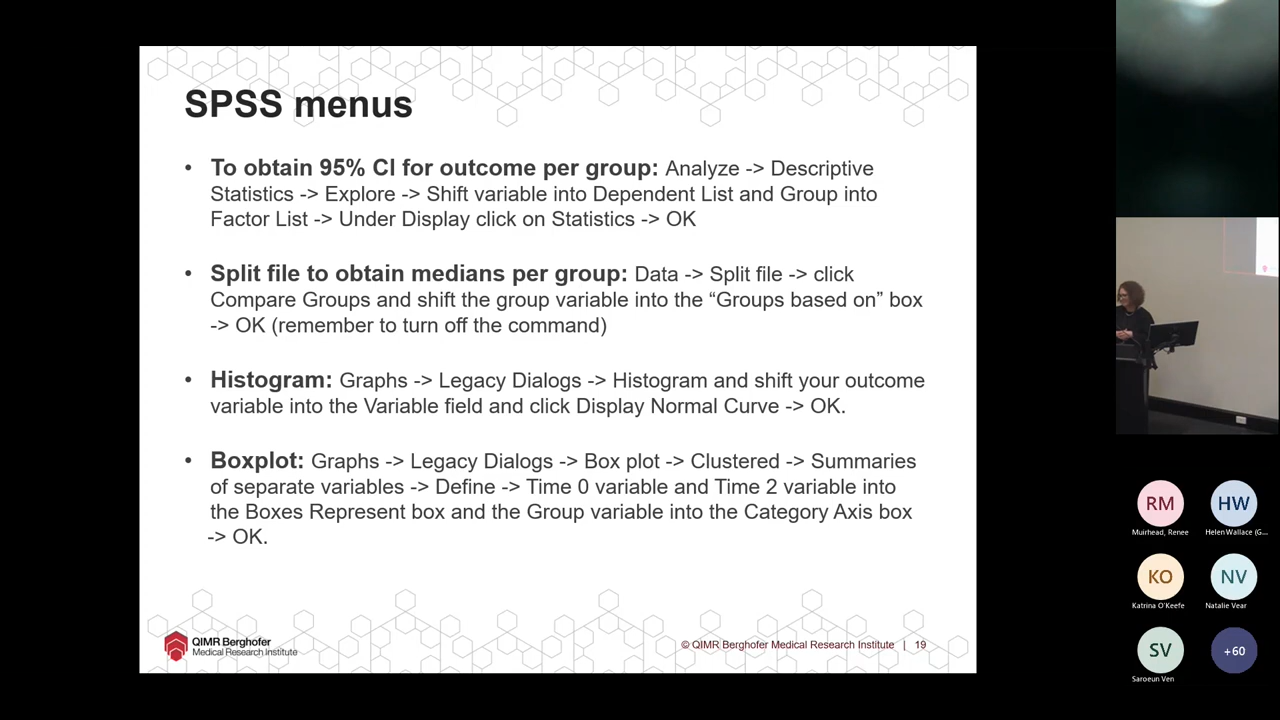 SPSS menus
• To obtain 95% CI for outcome per group: Analyze -> Descriptive
Statistics -> Explore -> Shift variable into Dependent List and Group into
Factor List -> Under Display click on Statistics -> OK
• Split file to obtain medians per group: Data -> Split file -> click
Compare Groups and shift the group variable into the “Groups based on” box
-> OK (remember to turn off the command)
• Histogram: Graphs -> Legacy Dialogs -> Histogram and shift your outcome
variable into the Variable field and click Display Normal Curve -> OK.
• Boxplot: Graphs -> Legacy Dialogs -> Box plot -> Clustered -> Summaries
of separate variables -> Define -> Time 0 variable and Time 2 variable into
the Boxes Represent box and the Group variable into the Category Axis box
-> OK.
QIMR Berghofer
Medical Research Institute
© QIMR Berghofer Medical Research Institute | 19
RM
Muirhead, Renee
HW
Helen Wallace (G...
KO
Katrina O'Keefe
NV
Natalie Vear
SV
Saroeun Ven
+60